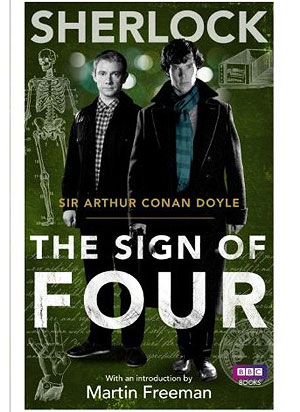 SHERLOCK
SIR ARTHUR CONAN DOYLE
THE SIGN OF
FOUR
BBC
BOOKS
With an introduction by
Martin Freeman